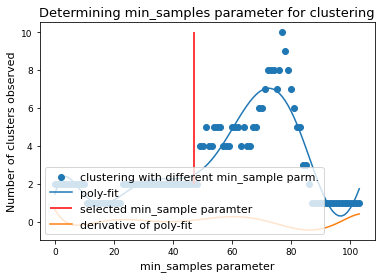 Determining min_samples parameter for clustering
Number of clusters observed
10
8
6
4
2
0
clustering with different min_sample parm.
poly-fit
selected min_sample paramter
derivative of poly-fit
0 20 40 60 80 100
min_samples parameter